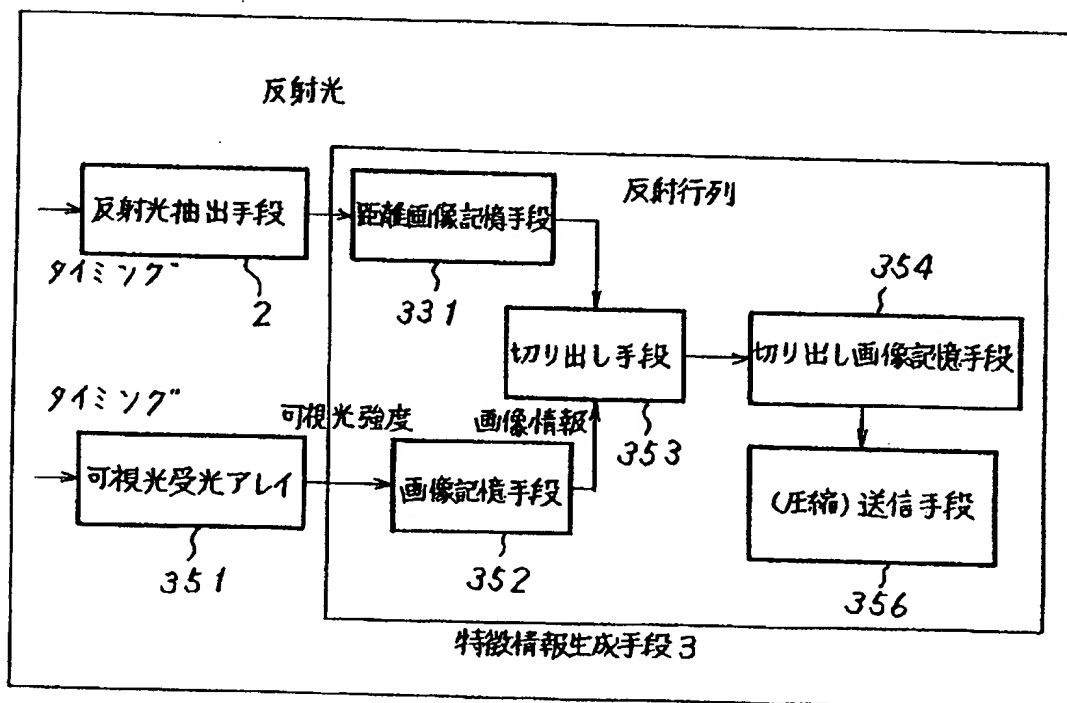 反射光
反射行列
反射光抽出手段
距離画像記憶手段
タイミング
2
331
354
切り出し手段
切り出し画像記憶手段
タイミング
可視光強度
画像情報
353
可視光受光アレイ
画像記憶手段
(圧縮)送信手段
351
352
356
特徴情報生成手段3